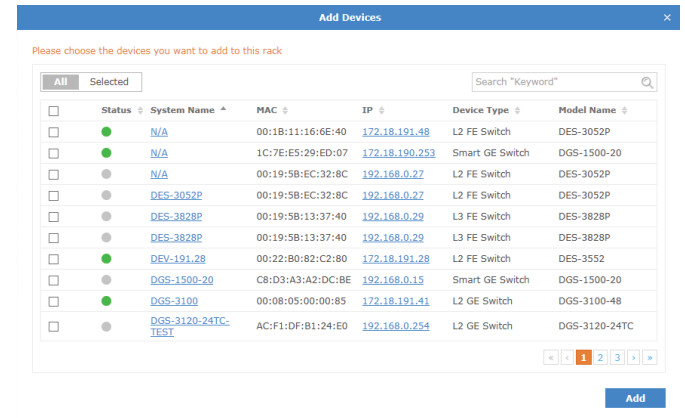 Add Devices ×
Please choose the devices you want to add to this rack
All Selected Search "Keyword"
Status System Name MAC IP Device Type Model Name
N/A 00:1B:11:16:6E:40 172.18.191.48 L2 FE Switch DES-3052P
N/A 1C:7E:E5:29:ED:07 172.18.190.253 Smart GE Switch DGS-1500-20
N/A 00:19:5B:EC:32:8C 192.168.0.27 L2 FE Switch DES-3052P
DES-3052P 00:19:5B:EC:32:8C 192.168.0.27 L2 FE Switch DES-3052P
DES-3828P 00:19:5B:13:37:40 192.168.0.29 L3 FE Switch DES-3828P
DES-3828P 00:19:5B:13:37:40 192.168.0.29 L3 FE Switch DES-3828P
DEV-191.28 00:22:B0:82:C2:80 172.18.191.28 L2 FE Switch DES-3552
DGS-1500-20 C8:D3:A3:A2:DC:BE 192.168.0.15 Smart GE Switch DGS-1500-20
DGS-3100 00:08:05:00:00:85 172.18.191.41 L2 GE Switch DGS-3100-48
DGS-3120-24TC-
TEST AC:F1:DF:B1:24:E0 192.168.0.254 L2 GE Switch DGS-3120-24TC
« ‹ 1 2 3 › »
Add